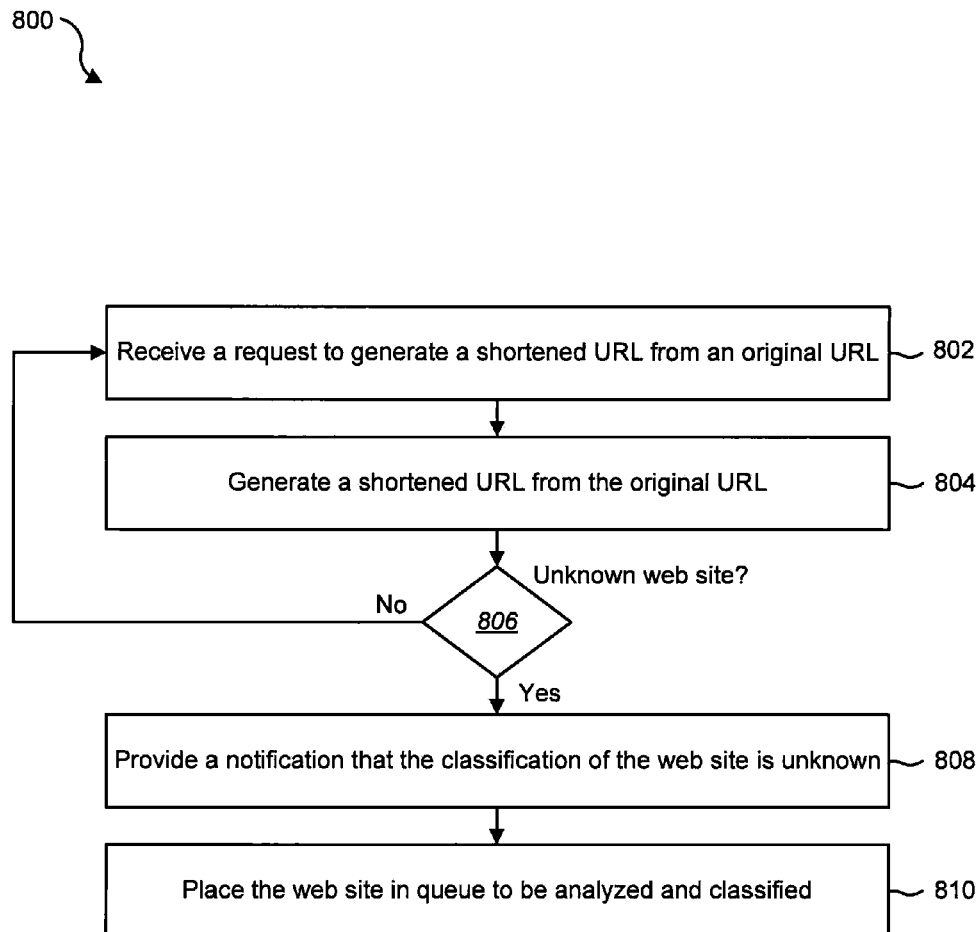 800
Receive a request to generate a shortened URL from an original URL
802
Generate a shortened URL from the original URL
804
Unknown web site?
No
806
Yes
Provide a notification that the classification of the web site is unknown
808
Place the web site in queue to be analyzed and classified
810